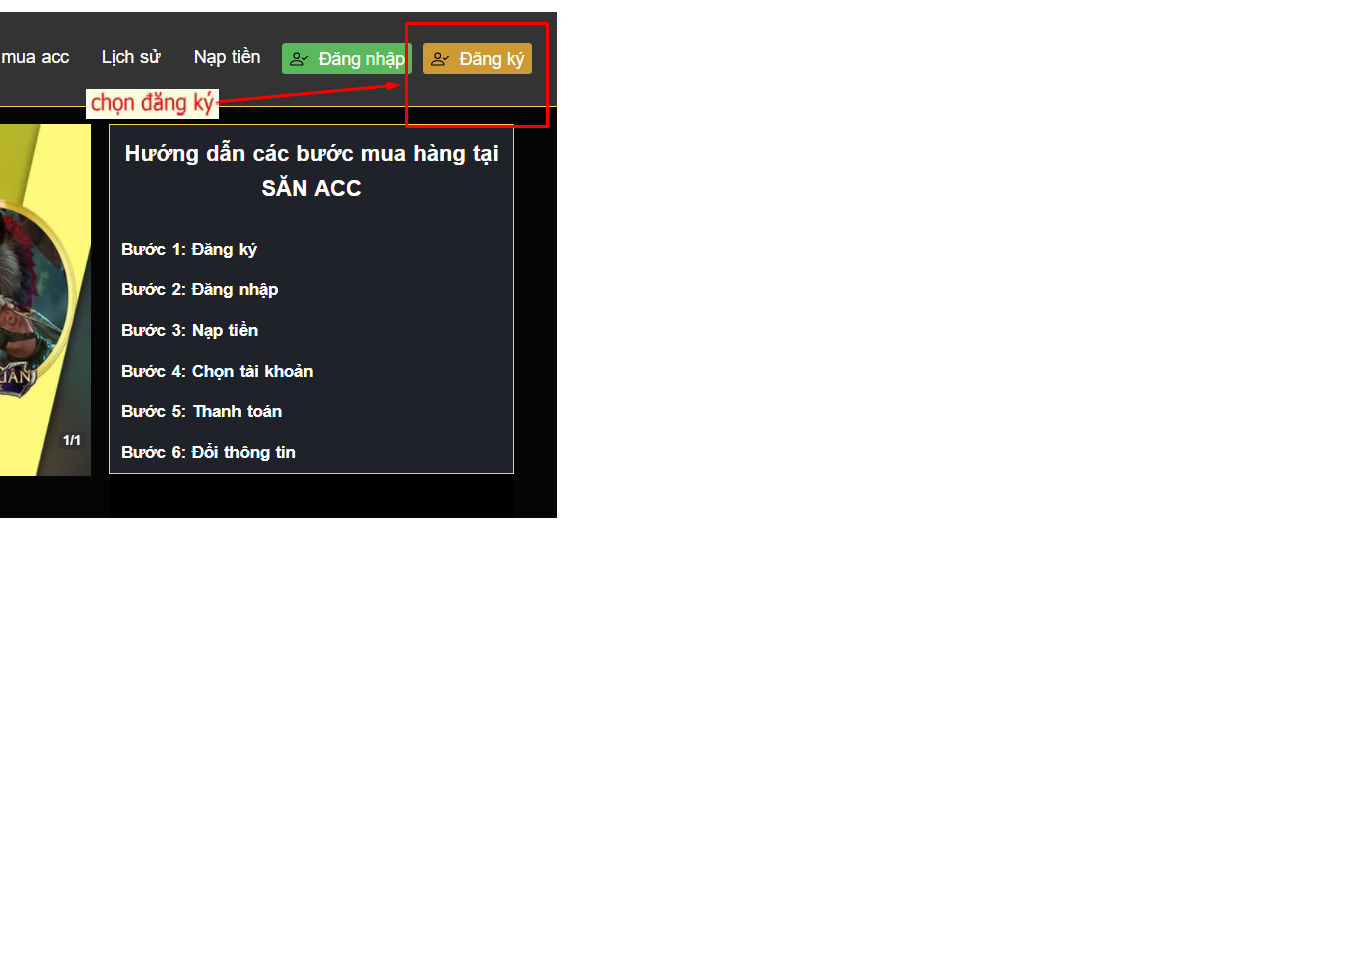 mua acc
Lịch sử
Nạp tiền
Đăng nhập
Đăng ký
chọn đăng ký
Hướng dẫn các bước mua hàng tại
SĂN ACC
Bước 1: Đăng ký
Bước 2: Đăng nhập
Bước 3: Nạp tiền
Bước 4: Chọn tài khoản
Bước 5: Thanh toán
Bước 6: Đổi thông tin
1/1